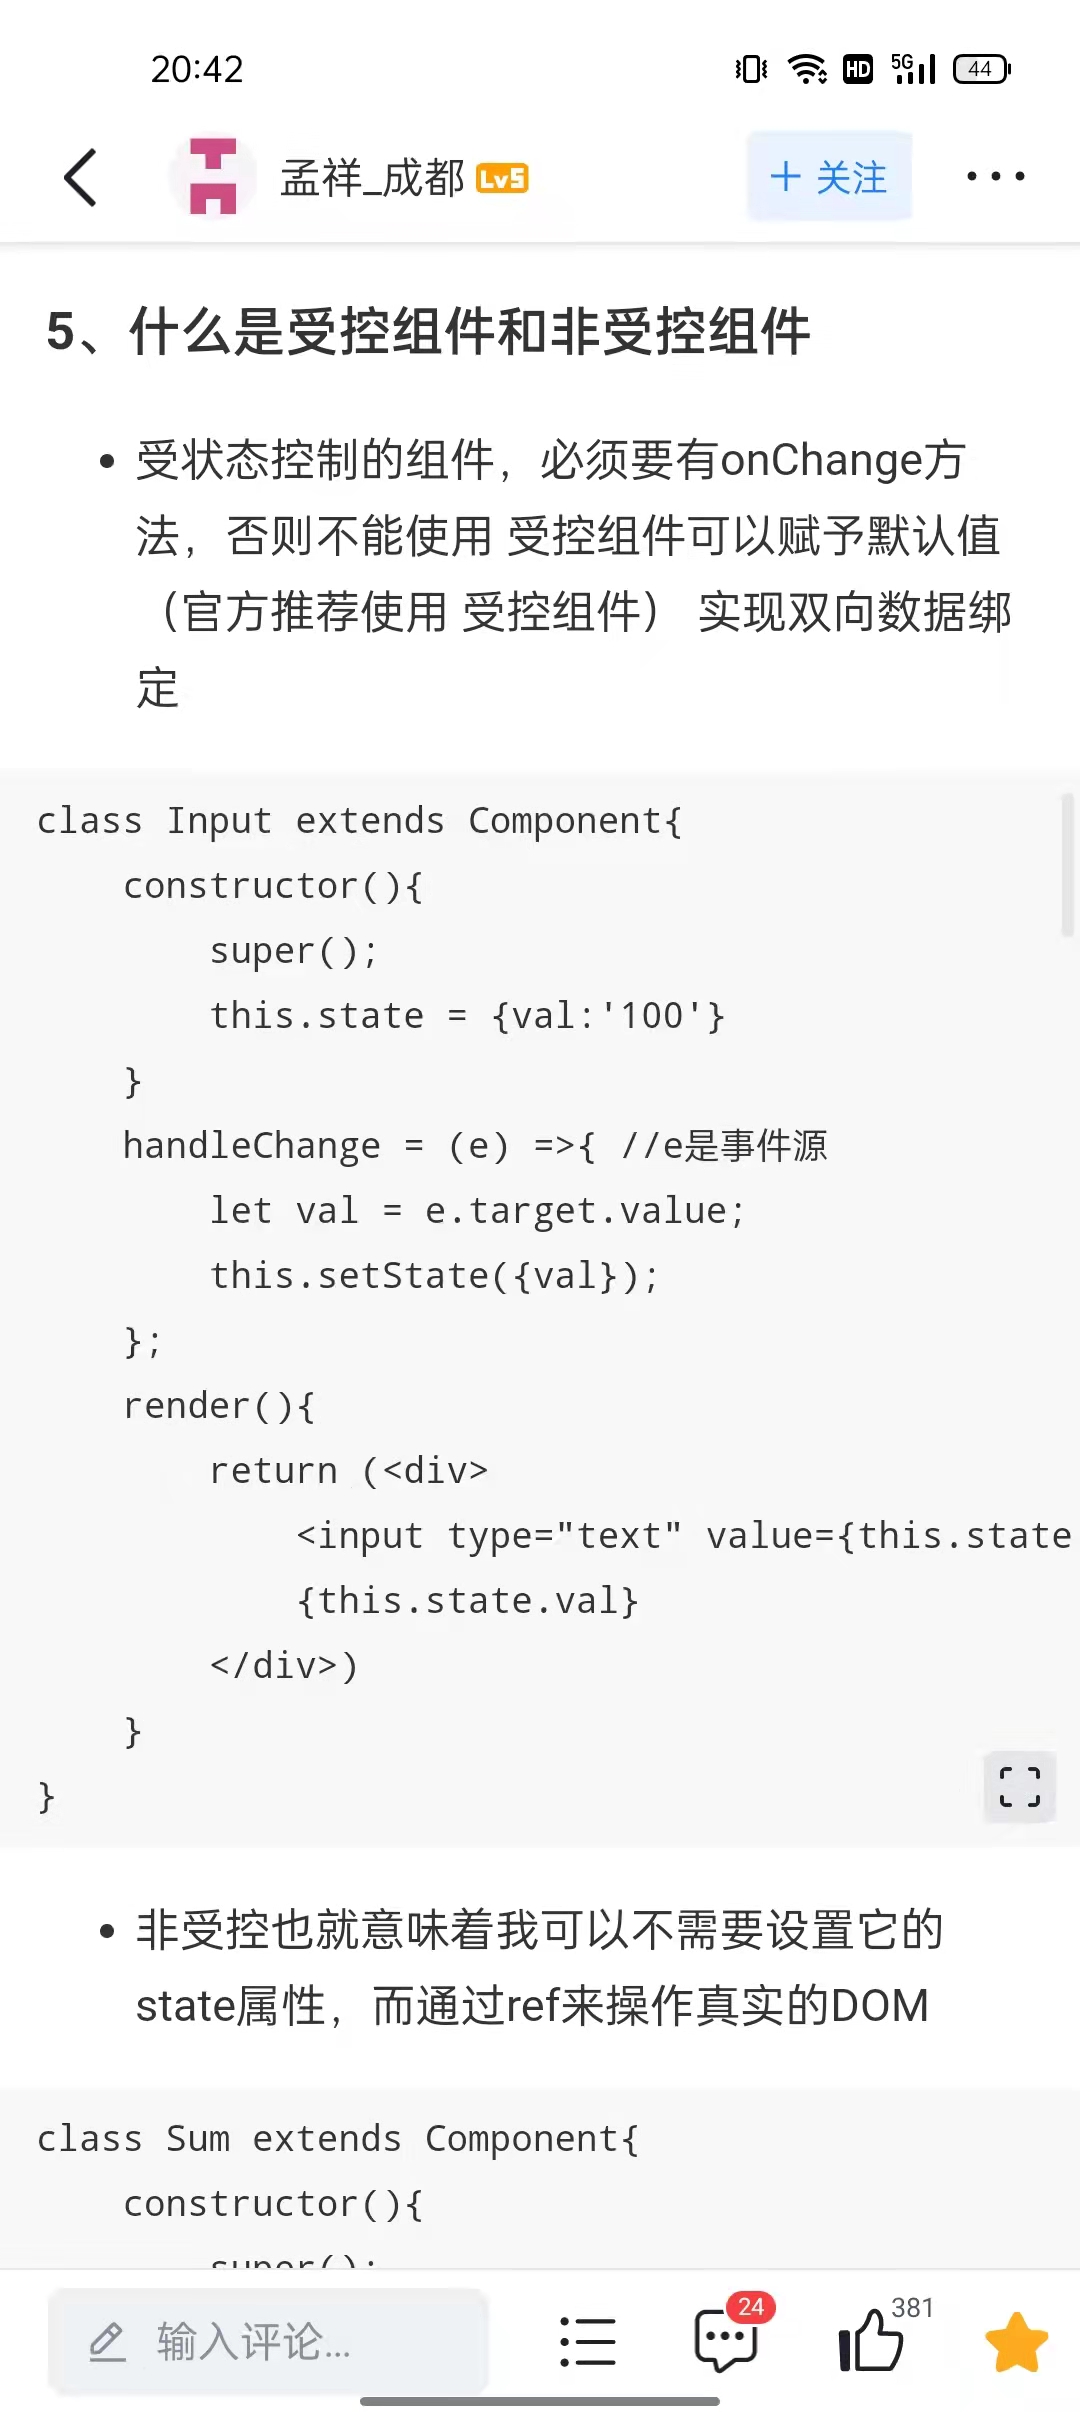 20:42
HD 5G 44
孟祥_成都 Lv5
+ 关注
5、什么是受控组件和非受控组件
• 受状态控制的组件，必须要有onChange方
法，否则不能使用 受控组件可以赋予默认值
（官方推荐使用 受控组件） 实现双向数据绑
定
class Input extends Component{
    constructor(){
        super();
        this.state = {val:'100'}
    }
    handleChange = (e) =>{ //e是事件源
        let val = e.target.value;
        this.setState({val});
    };
    render(){
        return (<div>
            <input type="text" value={this.state
            {this.state.val}
        </div>)
    }
}
• 非受控也就意味着我可以不需要设置它的
state属性，而通过ref来操作真实的DOM
class Sum extends Component{
    constructor(){
        super();
输入评论...
24
381